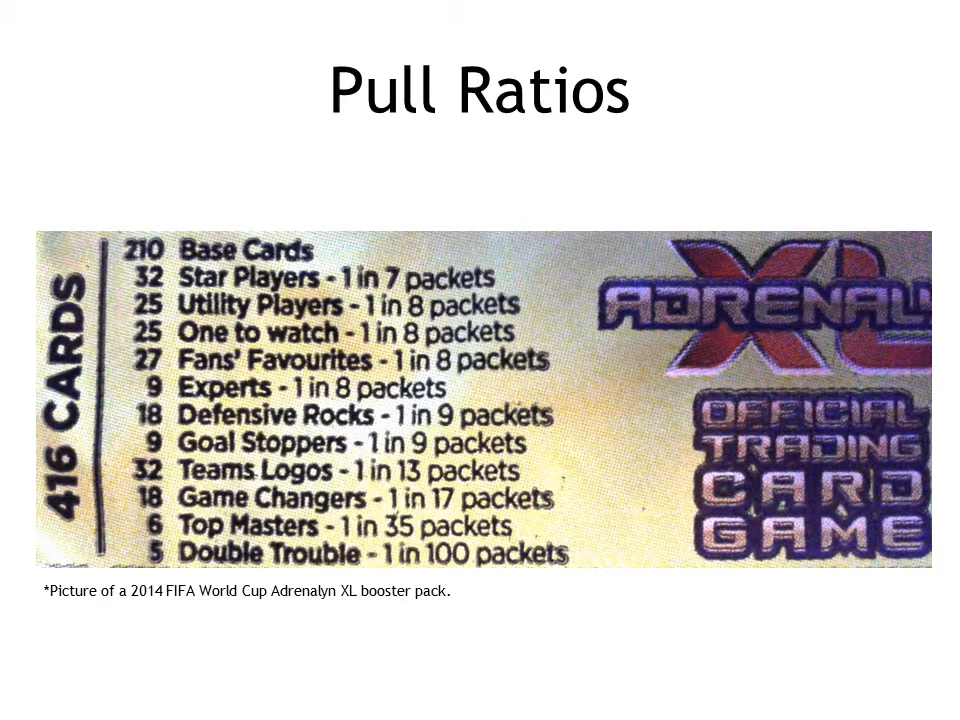 Pull Ratios
416 CARDS
210 Base Cards
32 Star Players - 1 in 7 packets
25 Utility Players - 1 in 8 packets
25 One to watch - 1 in 8 packets
27 Fans' Favourites - 1 in 8 packets
9 Experts - 1 in 8 packets
18 Defensive Rocks - 1 in 9 packets
9 Goal Stoppers - 1 in 9 packets
32 Teams Logos - 1 in 13 packets
18 Game Changers - 1 in 17 packets
6 Top Masters - 1 in 35 packets
5 Double Trouble - 1 in 100 packets
XL
ADRENALY
OFFICIAL
TRADING
CARD
GAME
*Picture of a 2014 FIFA World Cup Adrenalyn XL booster pack.